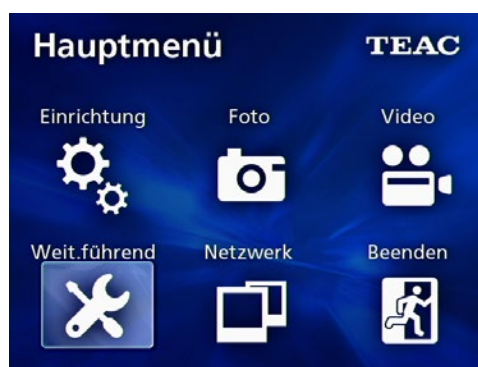 Hauptmenü TEAC
Einrichtung Foto Video
Weit.führend Netzwerk Beenden